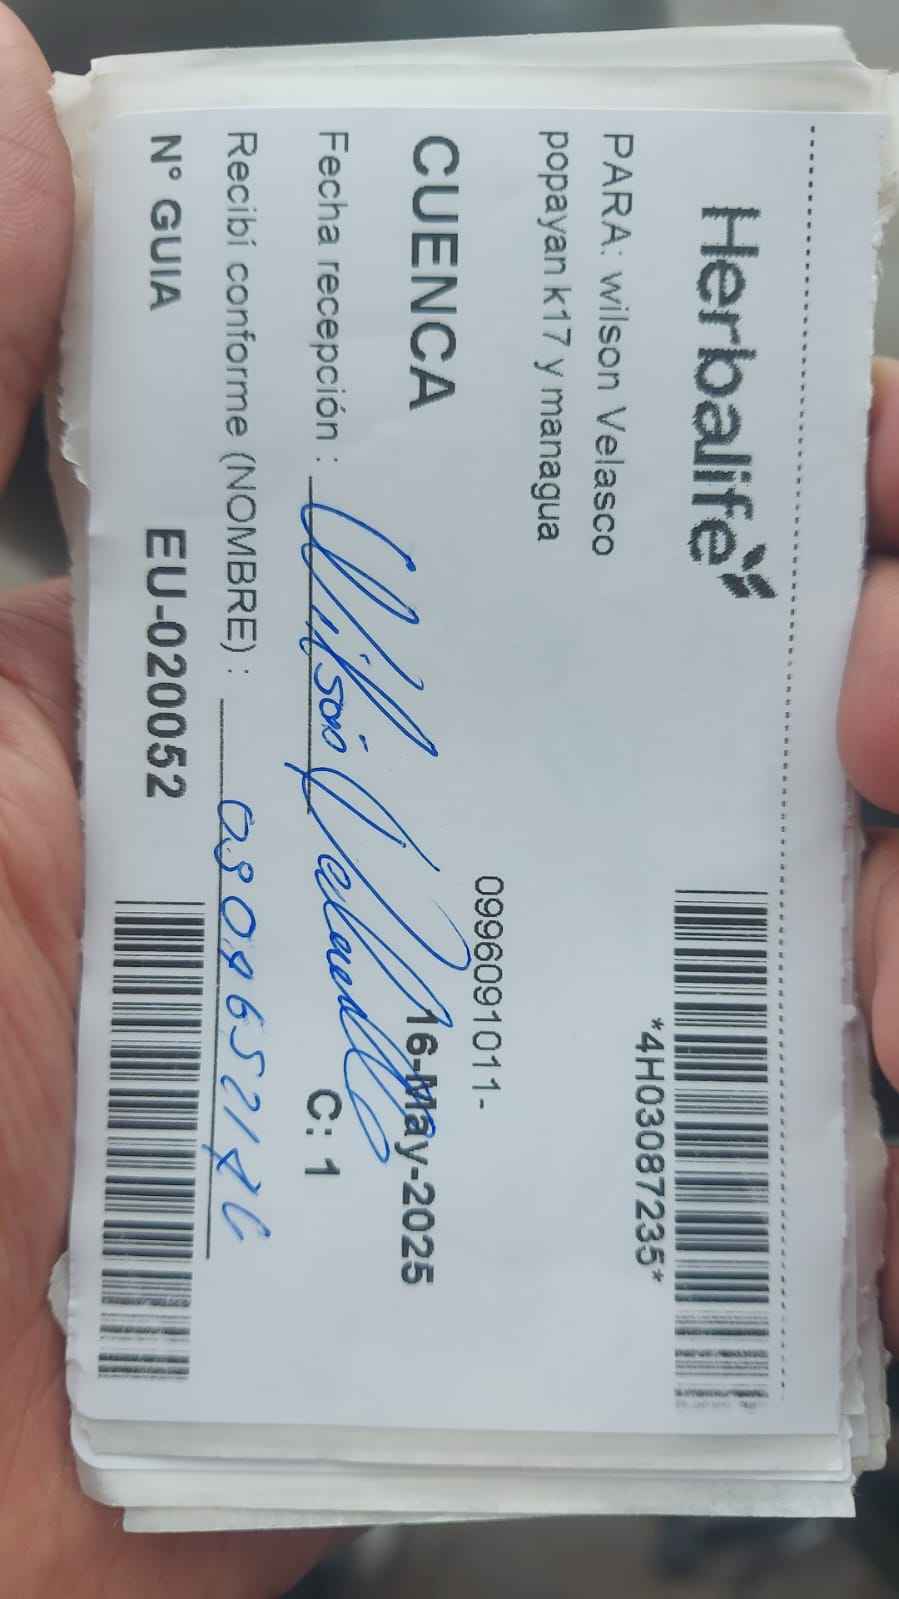 Herbalife
*4H03087235*
PARA: wilson Velasco
popayan k17 y managua
0996091011-
CUENCA
16-May-2025
Fecha recepción : Wilson
C: 1
Recibí conforme (NOMBRE) :
N° GUIA EU-020052